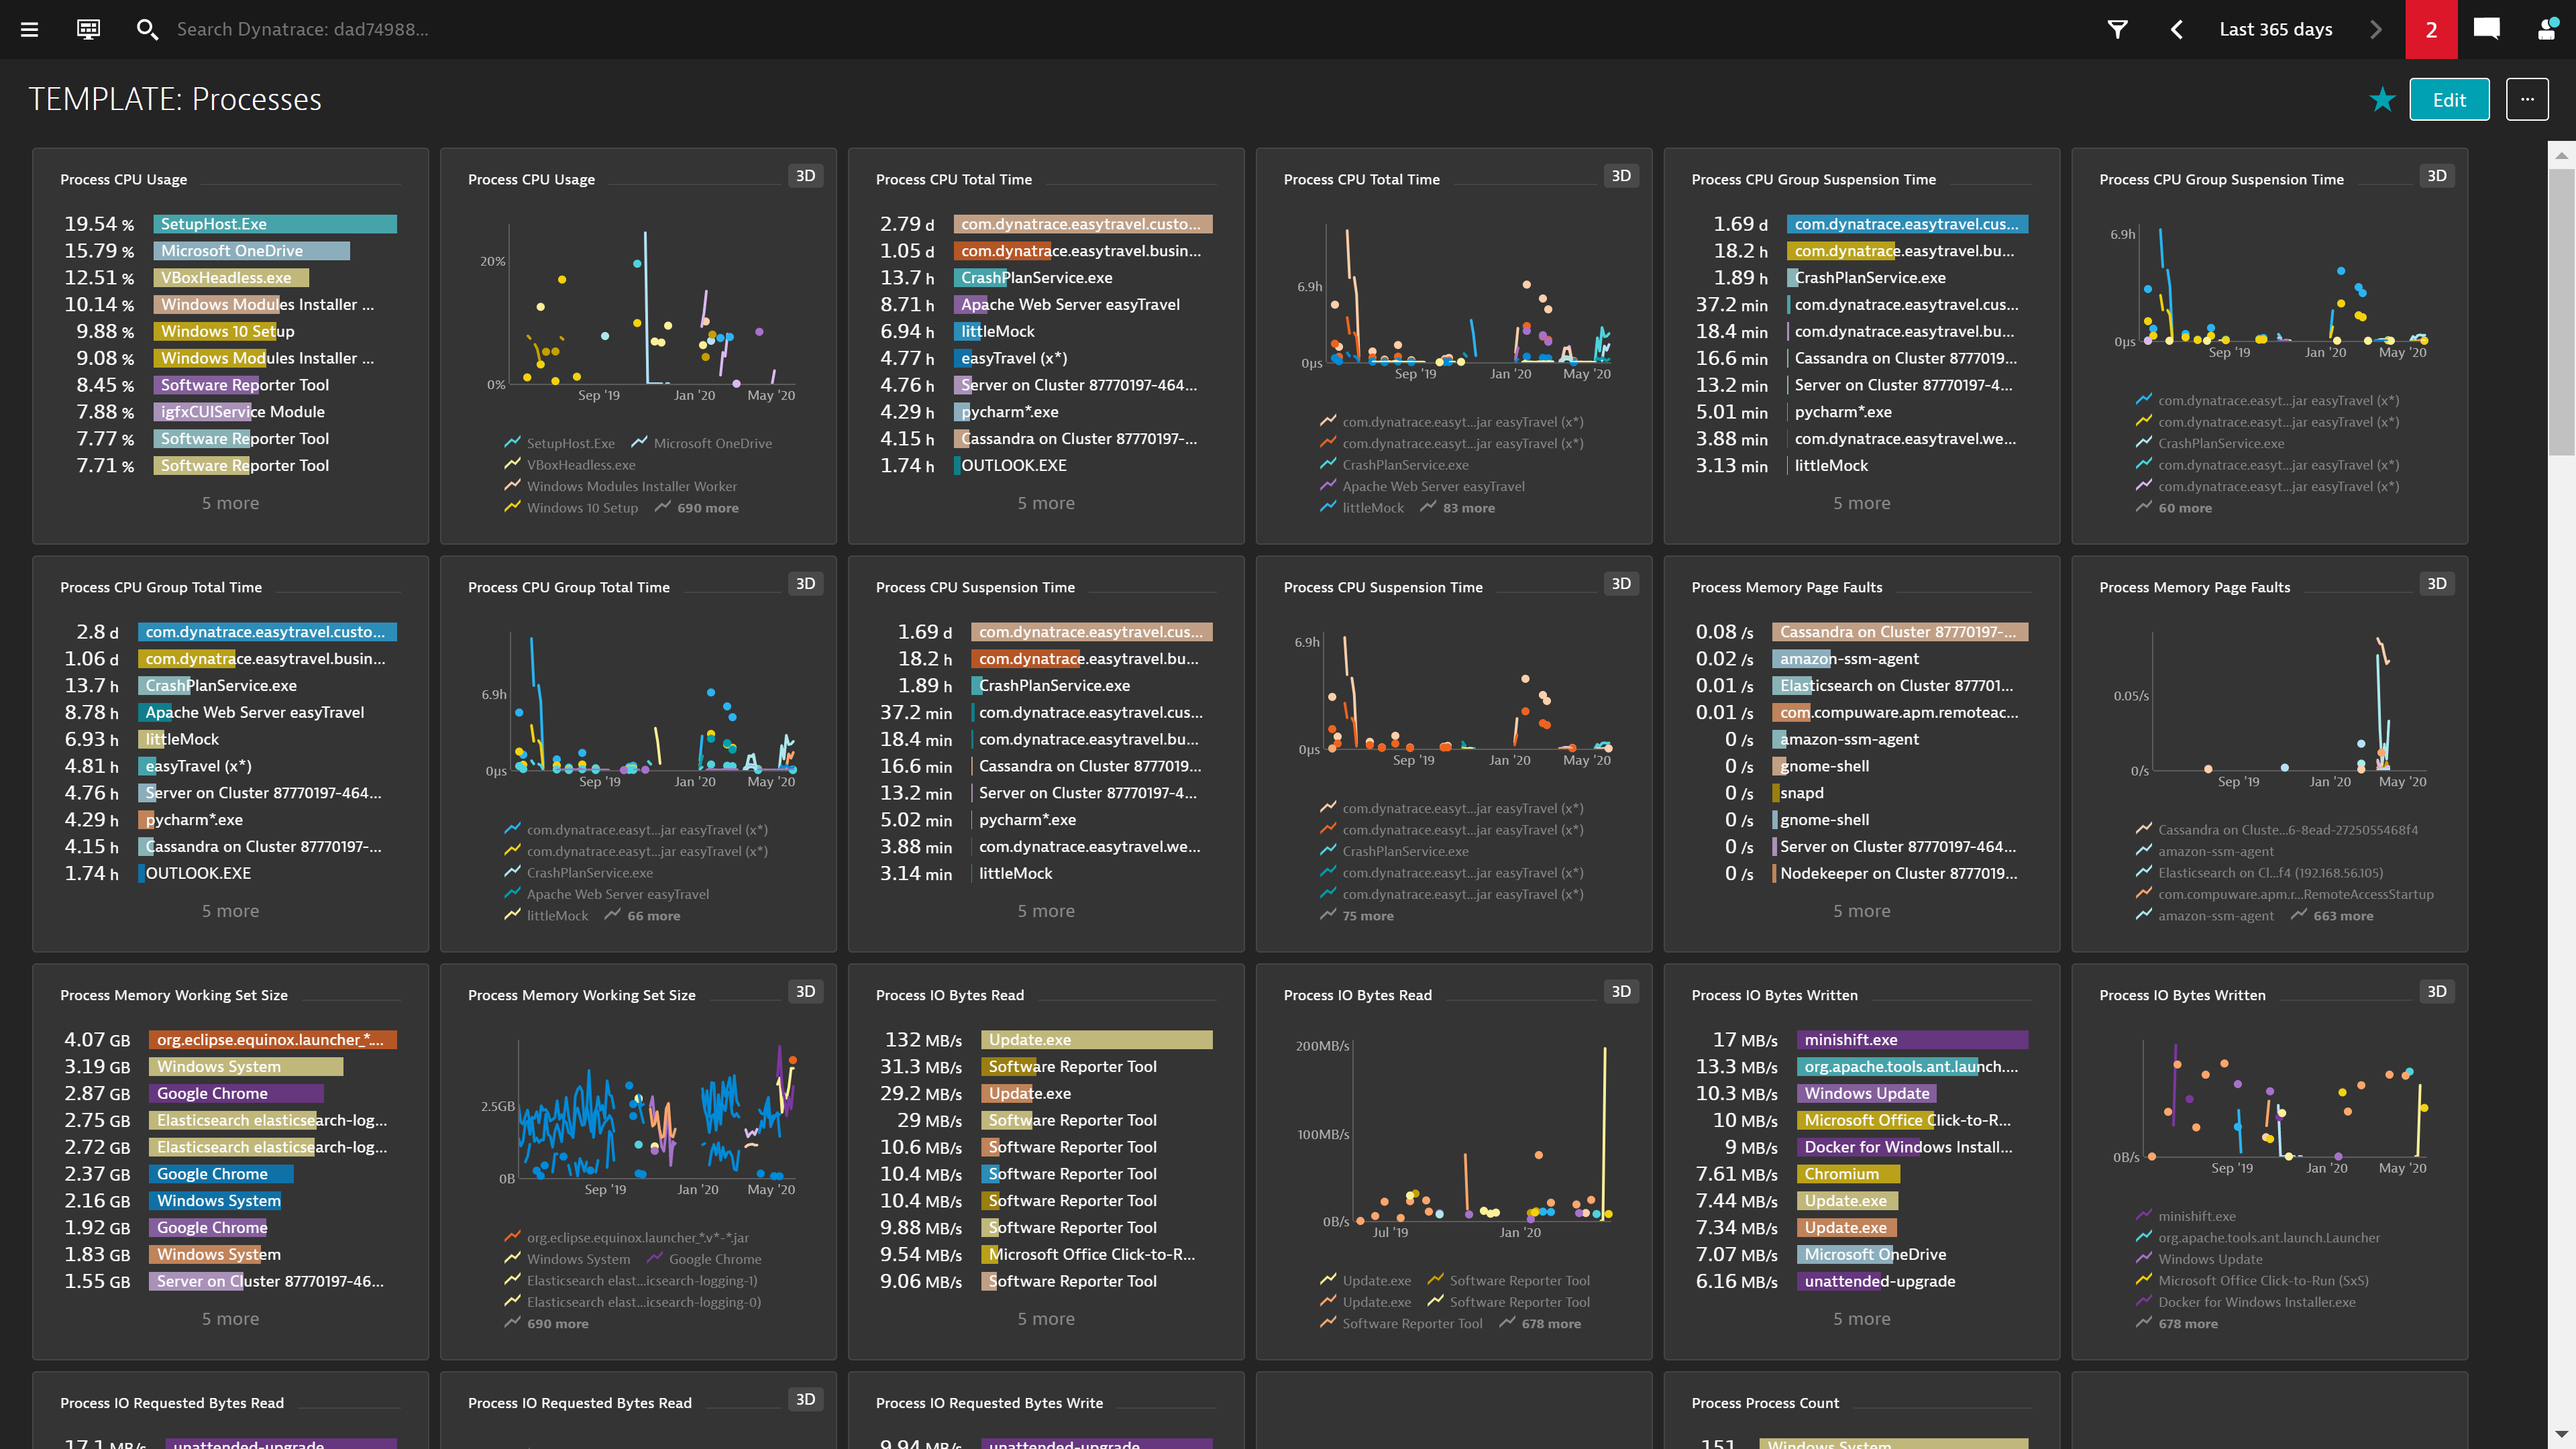 Search Dynatrace: dad74988...
Last 365 days
2
TEMPLATE: Processes
Edit
...
Process CPU Usage
19.54 % SetupHost.Exe
15.79 % Microsoft OneDrive
12.51 % VBoxHeadless.exe
10.14 % Windows Modules Installer ...
9.88 % Windows 10 Setup
9.08 % Windows Modules Installer ...
8.45 % Software Reporter Tool
7.88 % igfxCUIService Module
7.77 % Software Reporter Tool
7.71 % Software Reporter Tool
5 more
Process CPU Usage
3D
20%
0%
Sep '19 Jan '20 May '20
SetupHost.Exe Microsoft OneDrive
VBoxHeadless.exe
Windows Modules Installer Worker
Windows 10 Setup 690 more
Process CPU Total Time
2.79 d com.dynatrace.easytravel.custo...
1.05 d com.dynatrace.easytravel.busin...
13.7 h CrashPlanService.exe
8.71 h Apache Web Server easyTravel
6.94 h littleMock
4.77 h easyTravel (x*)
4.76 h Server on Cluster 87770197-464...
4.29 h pycharm*.exe
4.15 h Cassandra on Cluster 87770197-...
1.74 h OUTLOOK.EXE
5 more
Process CPU Total Time
3D
6.9h
0µs
Sep '19 Jan '20 May '20
com.dynatrace.easyt...jar easyTravel (x*)
com.dynatrace.easyt...jar easyTravel (x*)
CrashPlanService.exe
Apache Web Server easyTravel
littleMock 83 more
Process CPU Group Suspension Time
1.69 d com.dynatrace.easytravel.cus...
18.2 h com.dynatrace.easytravel.bu...
1.89 h CrashPlanService.exe
37.2 min com.dynatrace.easytravel.cus...
18.4 min com.dynatrace.easytravel.bu...
16.6 min Cassandra on Cluster 8777019...
13.2 min Server on Cluster 87770197-4...
5.01 min pycharm*.exe
3.88 min com.dynatrace.easytravel.we...
3.13 min littleMock
5 more
Process CPU Group Suspension Time
3D
6.9h
0µs
Sep '19 Jan '20 May '20
com.dynatrace.easyt...jar easyTravel (x*)
com.dynatrace.easyt...jar easyTravel (x*)
CrashPlanService.exe
com.dynatrace.easyt...jar easyTravel (x*)
com.dynatrace.easyt...jar easyTravel (x*)
60 more
Process CPU Group Total Time
2.8 d com.dynatrace.easytravel.custo...
1.06 d com.dynatrace.easytravel.busin...
13.7 h CrashPlanService.exe
8.78 h Apache Web Server easyTravel
6.93 h littleMock
4.81 h easyTravel (x*)
4.76 h Server on Cluster 87770197-464...
4.29 h pycharm*.exe
4.15 h Cassandra on Cluster 87770197-...
1.74 h OUTLOOK.EXE
5 more
Process CPU Group Total Time
3D
6.9h
0µs
Sep '19 Jan '20 May '20
com.dynatrace.easyt...jar easyTravel (x*)
com.dynatrace.easyt...jar easyTravel (x*)
CrashPlanService.exe
Apache Web Server easyTravel
littleMock 66 more
Process CPU Suspension Time
1.69 d com.dynatrace.easytravel.cus...
18.2 h com.dynatrace.easytravel.bu...
1.89 h CrashPlanService.exe
37.2 min com.dynatrace.easytravel.cus...
18.4 min com.dynatrace.easytravel.bu...
16.6 min Cassandra on Cluster 8777019...
13.2 min Server on Cluster 87770197-4...
5.02 min pycharm*.exe
3.88 min com.dynatrace.easytravel.we...
3.14 min littleMock
5 more
Process CPU Suspension Time
3D
6.9h
0µs
Sep '19 Jan '20 May '20
com.dynatrace.easyt...jar easyTravel (x*)
com.dynatrace.easyt...jar easyTravel (x*)
CrashPlanService.exe
com.dynatrace.easyt...jar easyTravel (x*)
com.dynatrace.easyt...jar easyTravel (x*)
75 more
Process Memory Page Faults
0.08 /s Cassandra on Cluster 87770197-...
0.02 /s amazon-ssm-agent
0.01 /s Elasticsearch on Cluster 877701...
0.01 /s com.compuware.apm.remoteac...
0 /s amazon-ssm-agent
0 /s gnome-shell
0 /s snapd
0 /s gnome-shell
0 /s Server on Cluster 87770197-464...
0 /s Nodekeeper on Cluster 8777019...
5 more
Process Memory Page Faults
3D
0.05/s
0/s
Sep '19 Jan '20 May '20
Cassandra on Cluste...6-8ead-2725055468f4
amazon-ssm-agent
Elasticsearch on Cl...f4 (192.168.56.105)
com.compuware.apm.r...RemoteAccessStartup
amazon-ssm-agent 663 more
Process Memory Working Set Size
4.07 GB org.eclipse.equinox.launcher_*....
3.19 GB Windows System
2.87 GB Google Chrome
2.75 GB Elasticsearch elasticsearch-log...
2.72 GB Elasticsearch elasticsearch-log...
2.37 GB Google Chrome
2.16 GB Windows System
1.92 GB Google Chrome
1.83 GB Windows System
1.55 GB Server on Cluster 87770197-46...
5 more
Process Memory Working Set Size
3D
2.5GB
0B
Sep '19 Jan '20 May '20
org.eclipse.equinox.launcher_*.v*-*.jar
Windows System Google Chrome
Elasticsearch elast...icsearch-logging-1)
Elasticsearch elast...icsearch-logging-0)
690 more
Process IO Bytes Read
132 MB/s Update.exe
31.3 MB/s Software Reporter Tool
29.2 MB/s Update.exe
29 MB/s Software Reporter Tool
10.6 MB/s Software Reporter Tool
10.4 MB/s Software Reporter Tool
10.4 MB/s Software Reporter Tool
9.88 MB/s Software Reporter Tool
9.54 MB/s Microsoft Office Click-to-R...
9.06 MB/s Software Reporter Tool
5 more
Process IO Bytes Read
3D
200MB/s
100MB/s
0B/s
Jul '19 Jan '20
Update.exe Software Reporter Tool
Update.exe Software Reporter Tool
Software Reporter Tool 678 more
Process IO Bytes Written
17 MB/s minishift.exe
13.3 MB/s org.apache.tools.ant.launch....
10.3 MB/s Windows Update
10 MB/s Microsoft Office Click-to-R...
9 MB/s Docker for Windows Install...
7.61 MB/s Chromium
7.44 MB/s Update.exe
7.34 MB/s Update.exe
7.07 MB/s Microsoft OneDrive
6.16 MB/s unattended-upgrade
5 more
Process IO Bytes Written
3D
0B/s
Sep '19 Jan '20 May '20
minishift.exe
org.apache.tools.ant.launch.Launcher
Windows Update
Microsoft Office Click-to-Run (SxS)
Docker for Windows Installer.exe
678 more
Process IO Requested Bytes Read
17.1 MB/s unattended-upgrade
Process IO Requested Bytes Read
3D
Process IO Requested Bytes Write
9.94 MB/s unattended-upgrade
Process Process Count
151 Windows System